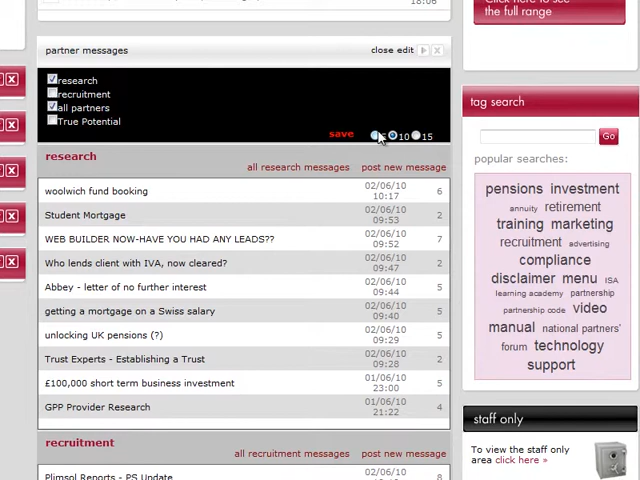 18:06
Click here to see
the full range
partner messages
close edit
research
recruitment
all partners
True Potential
save
10
15
research
all research messages
post new message
woolwich fund booking
02/06/10
10:17
6
Student Mortgage
02/06/10
09:53
2
WEB BUILDER NOW-HAVE YOU HAD ANY LEADS??
02/06/10
09:52
7
Who lends client with IVA, now cleared?
02/06/10
09:47
2
Abbey - letter of no further interest
02/06/10
09:44
5
getting a mortgage on a Swiss salary
02/06/10
09:40
5
unlocking UK pensions (?)
02/06/10
09:29
5
Trust Experts - Establishing a Trust
02/06/10
09:28
2
£100,000 short term business investment
01/06/10
23:00
5
GPP Provider Research
01/06/10
21:22
4
recruitment
all recruitment messages
post new message
Plimsol Reports - PS Update
8
tag search
Go
popular searches:
pensions investment
annuity retirement
training marketing
recruitment advertising
compliance
disclaimer menu ISA
learning academy partnership
partnership code video
manual national partners'
forum technology
support
staff only
To view the staff only
area click here »